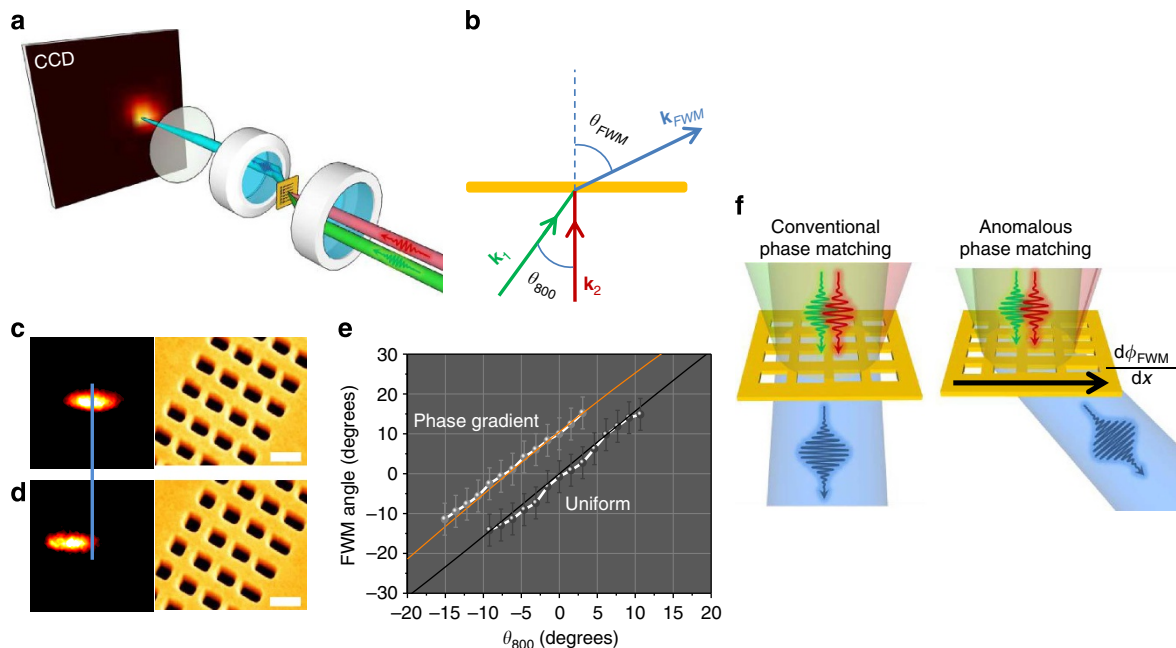 a
CCD
b
θFWM
kFWM
k1
θ800
k2
c
d
e
FWM angle (degrees)
30
20
10
0
−10
−20
−30
Phase gradient
Uniform
−20 −15 −10 −5 0 5 10 15 20
θ800 (degrees)
f
Conventional
phase matching
Anomalous
phase matching
dϕFWM
dx